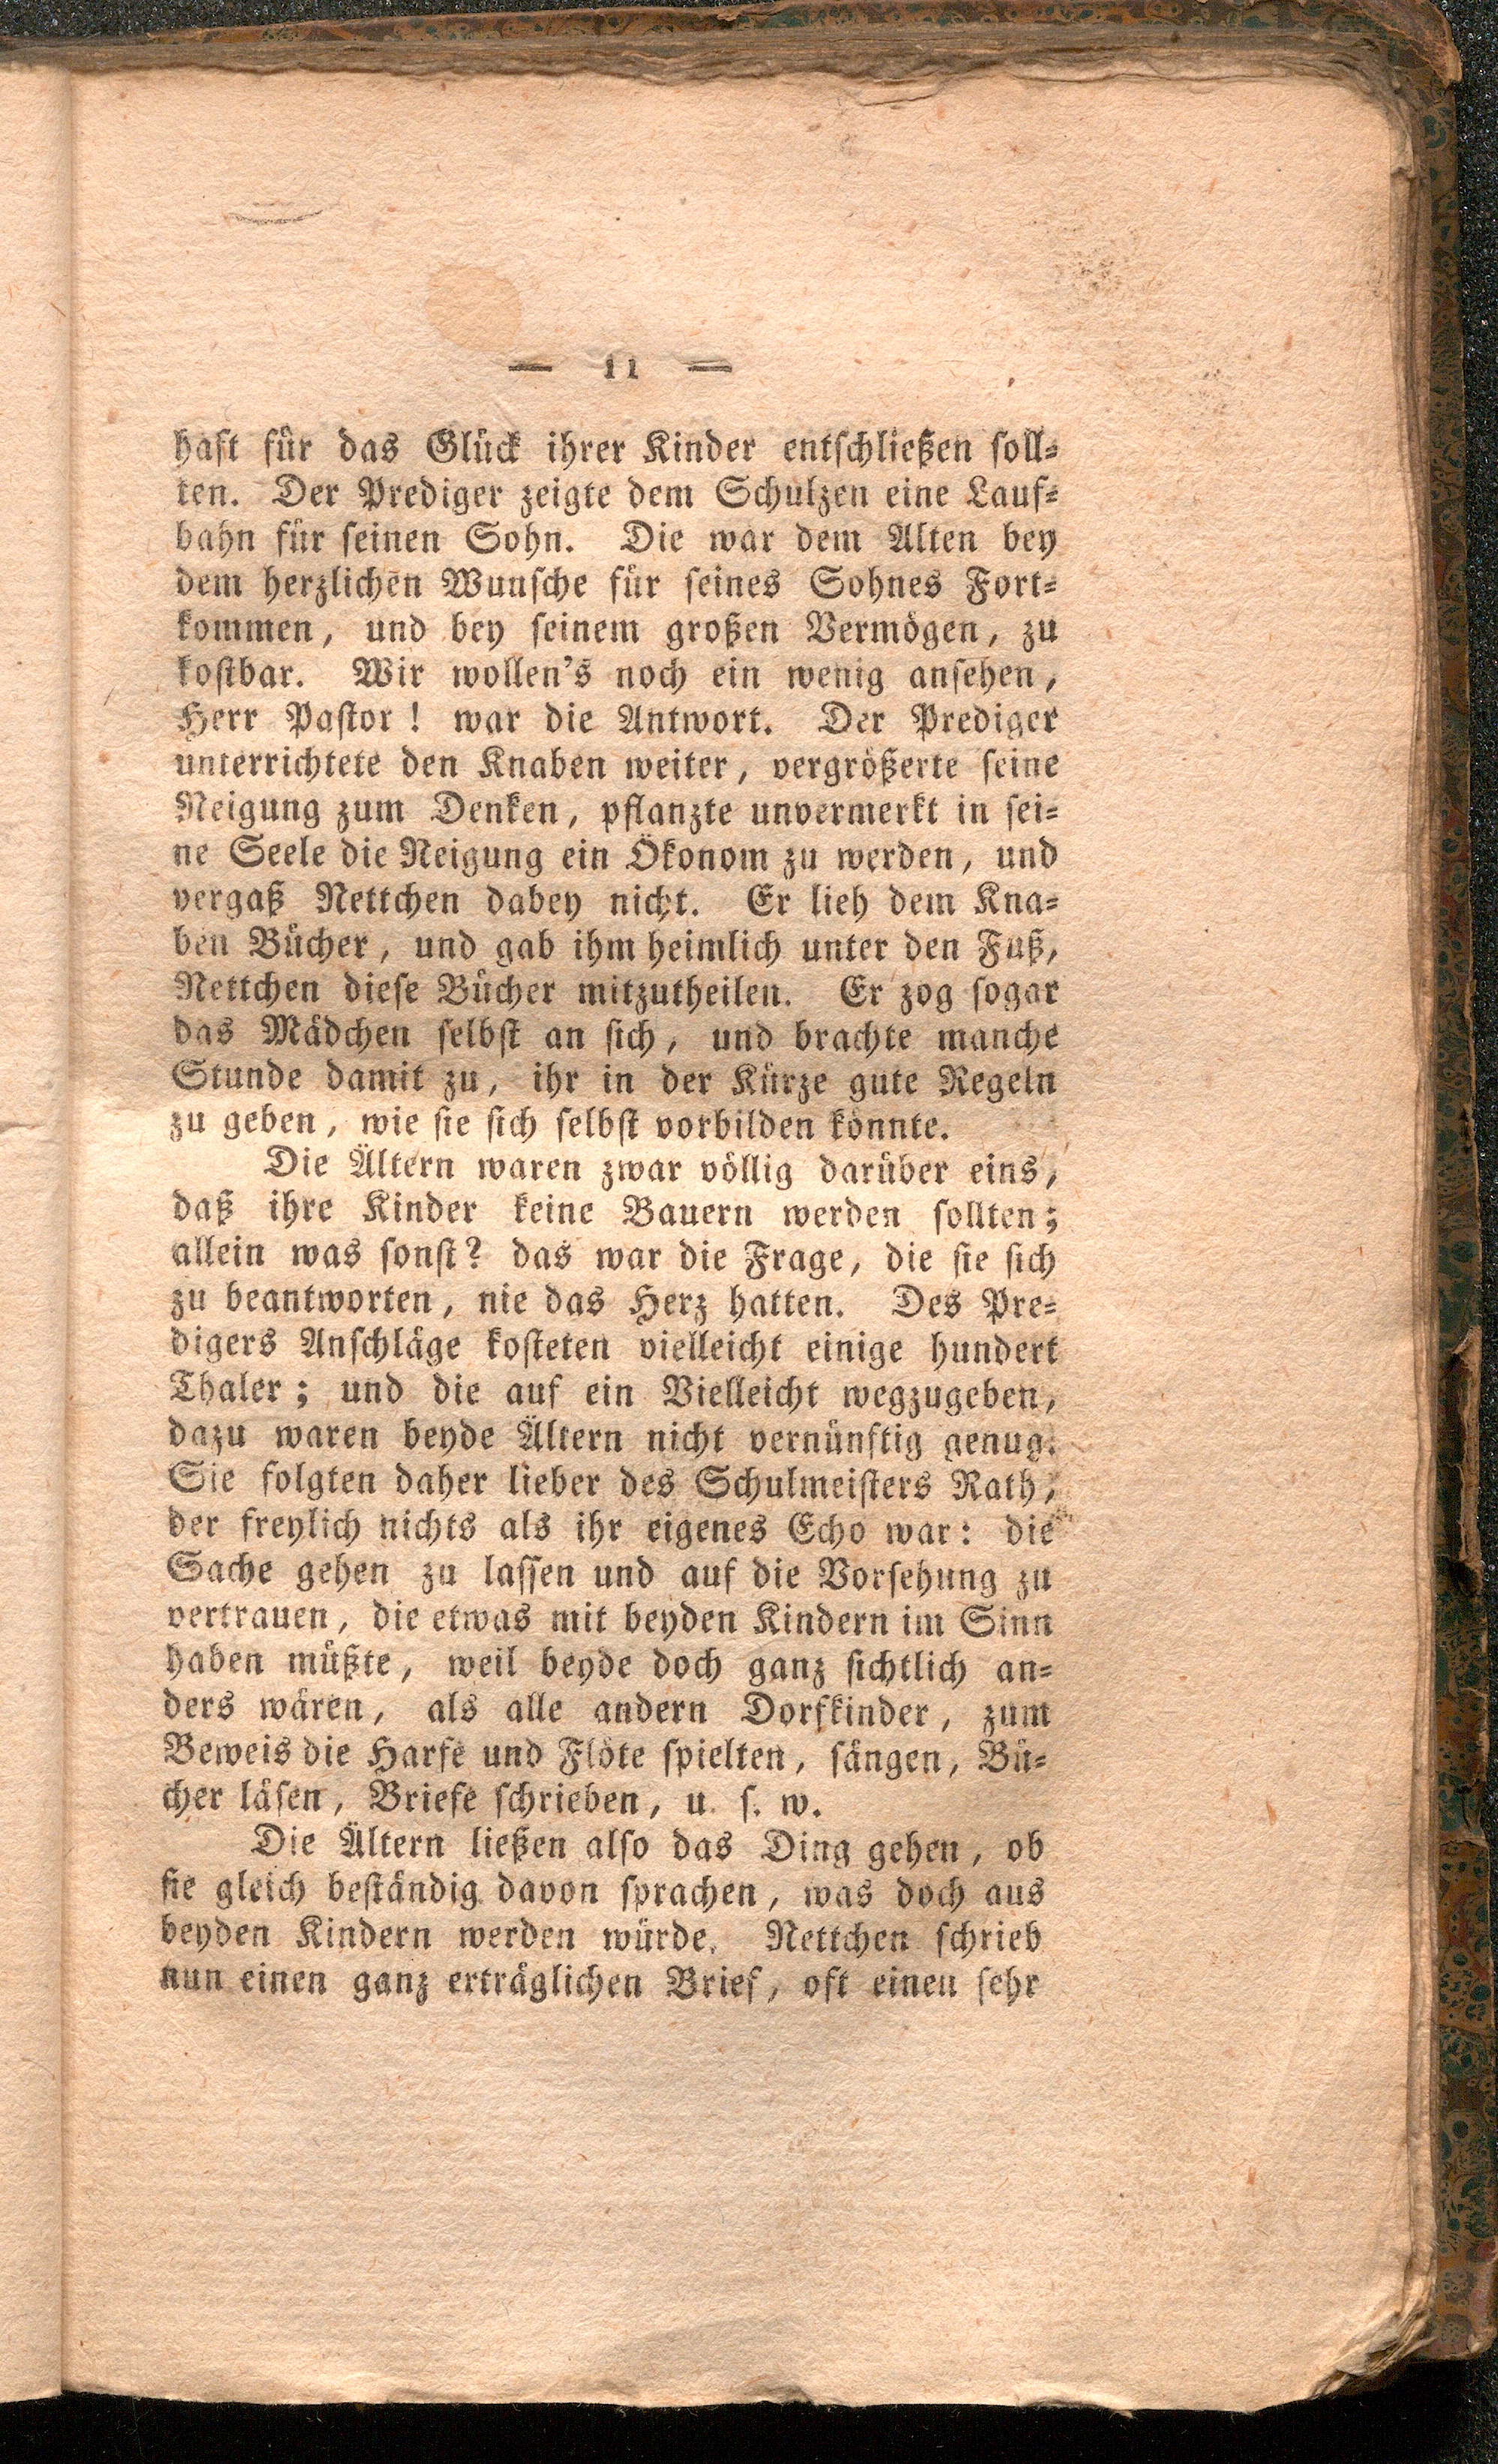 — 11 —
haft für das Glück ihrer Kinder entschließen soll-
ten. Der Prediger zeigte dem Schulzen eine Lauf-
bahn für seinen Sohn. Die war dem Alten bey
dem herzlichen Wunsche für seines Sohnes Fort-
kommen, und bey seinem großen Vermögen, zu
kostbar. Wir wollen's noch ein wenig ansehen,
Herr Pastor! war die Antwort. Der Prediger
unterrichtete den Knaben weiter, vergrößerte seine
Neigung zum Denken, pflanzte unvermerkt in sei-
ne Seele die Neigung ein Ökonom zu werden, und
vergaß Nettchen dabey nicht. Er lieh dem Kna-
ben Bücher, und gab ihm heimlich unter den Fuß,
Nettchen diese Bücher mitzutheilen. Er zog sogar
das Mädchen selbst an sich, und brachte manche
Stunde damit zu, ihr in der Kürze gute Regeln
zu geben, wie sie sich selbst vorbilden könnte.
Die Ältern waren zwar völlig darüber eins,
daß ihre Kinder keine Bauern werden sollten;
allein was sonst? das war die Frage, die sie sich
zu beantworten, nie das Herz hatten. Des Pre-
digers Anschläge kosteten vielleicht einige hundert
Thaler; und die auf ein Vielleicht wegzugeben,
dazu waren beyde Ältern nicht vernünftig genug.
Sie folgten daher lieber des Schulmeisters Rath,
der freylich nichts als ihr eigenes Echo war: die
Sache gehen zu lassen und auf die Vorsehung zu
vertrauen, die etwas mit beyden Kindern im Sinn
haben müßte, weil beyde doch ganz sichtlich an-
ders wären, als alle andern Dorfkinder, zum
Beweis die Harfe und Flöte spielten, sängen, Bü-
cher läsen, Briefe schrieben, u. s. w.
Die Ältern ließen also das Ding gehen, ob
sie gleich beständig davon sprachen, was doch aus
beyden Kindern werden würde. Nettchen schrieb
nun einen ganz erträglichen Brief, oft einen sehr